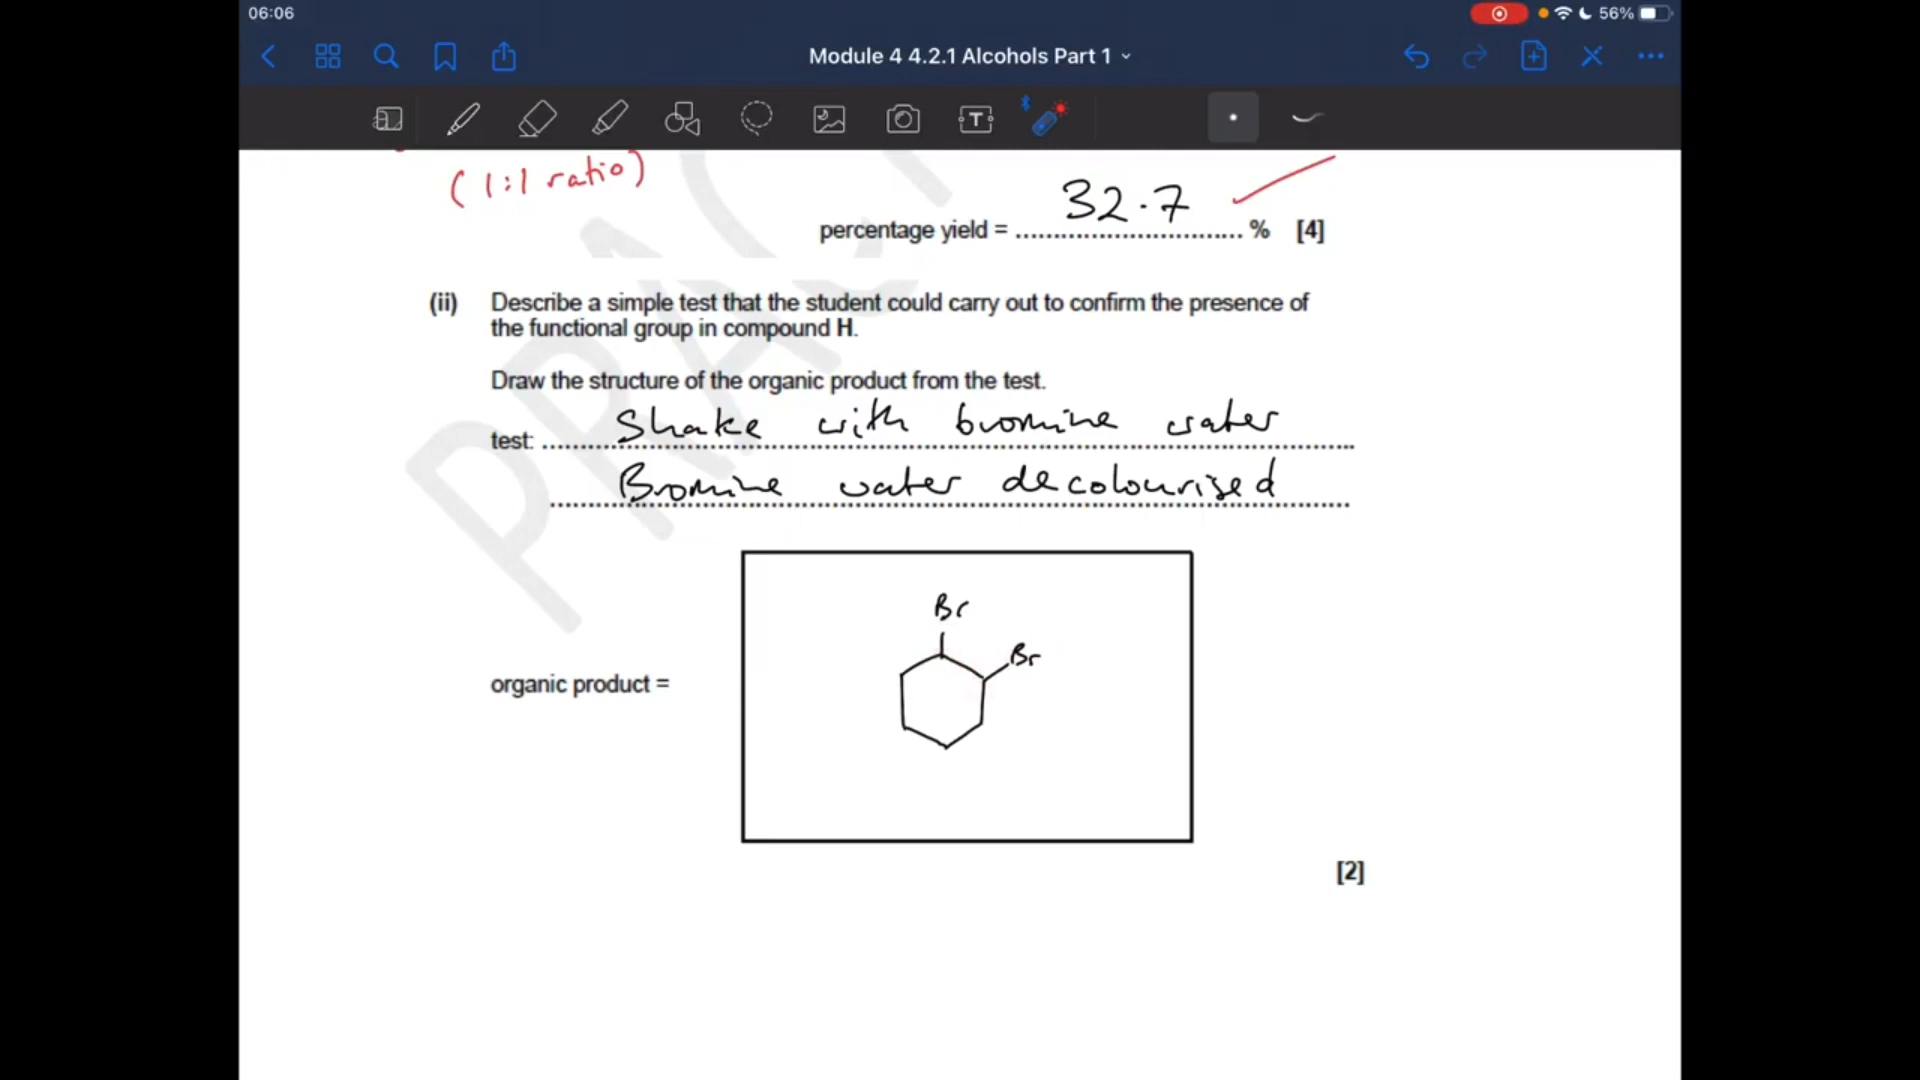 06:06
56%
Module 4 4.2.1 Alcohols Part 1
T
(1:1 ratio)
32.7
percentage yield = ............................ % [4]
(ii) Describe a simple test that the student could carry out to confirm the presence of
the functional group in compound H.
Draw the structure of the organic product from the test.
test: Shake with bromine water
Bromine water decolourised
Br
Br
organic product =
[2]
PRAC